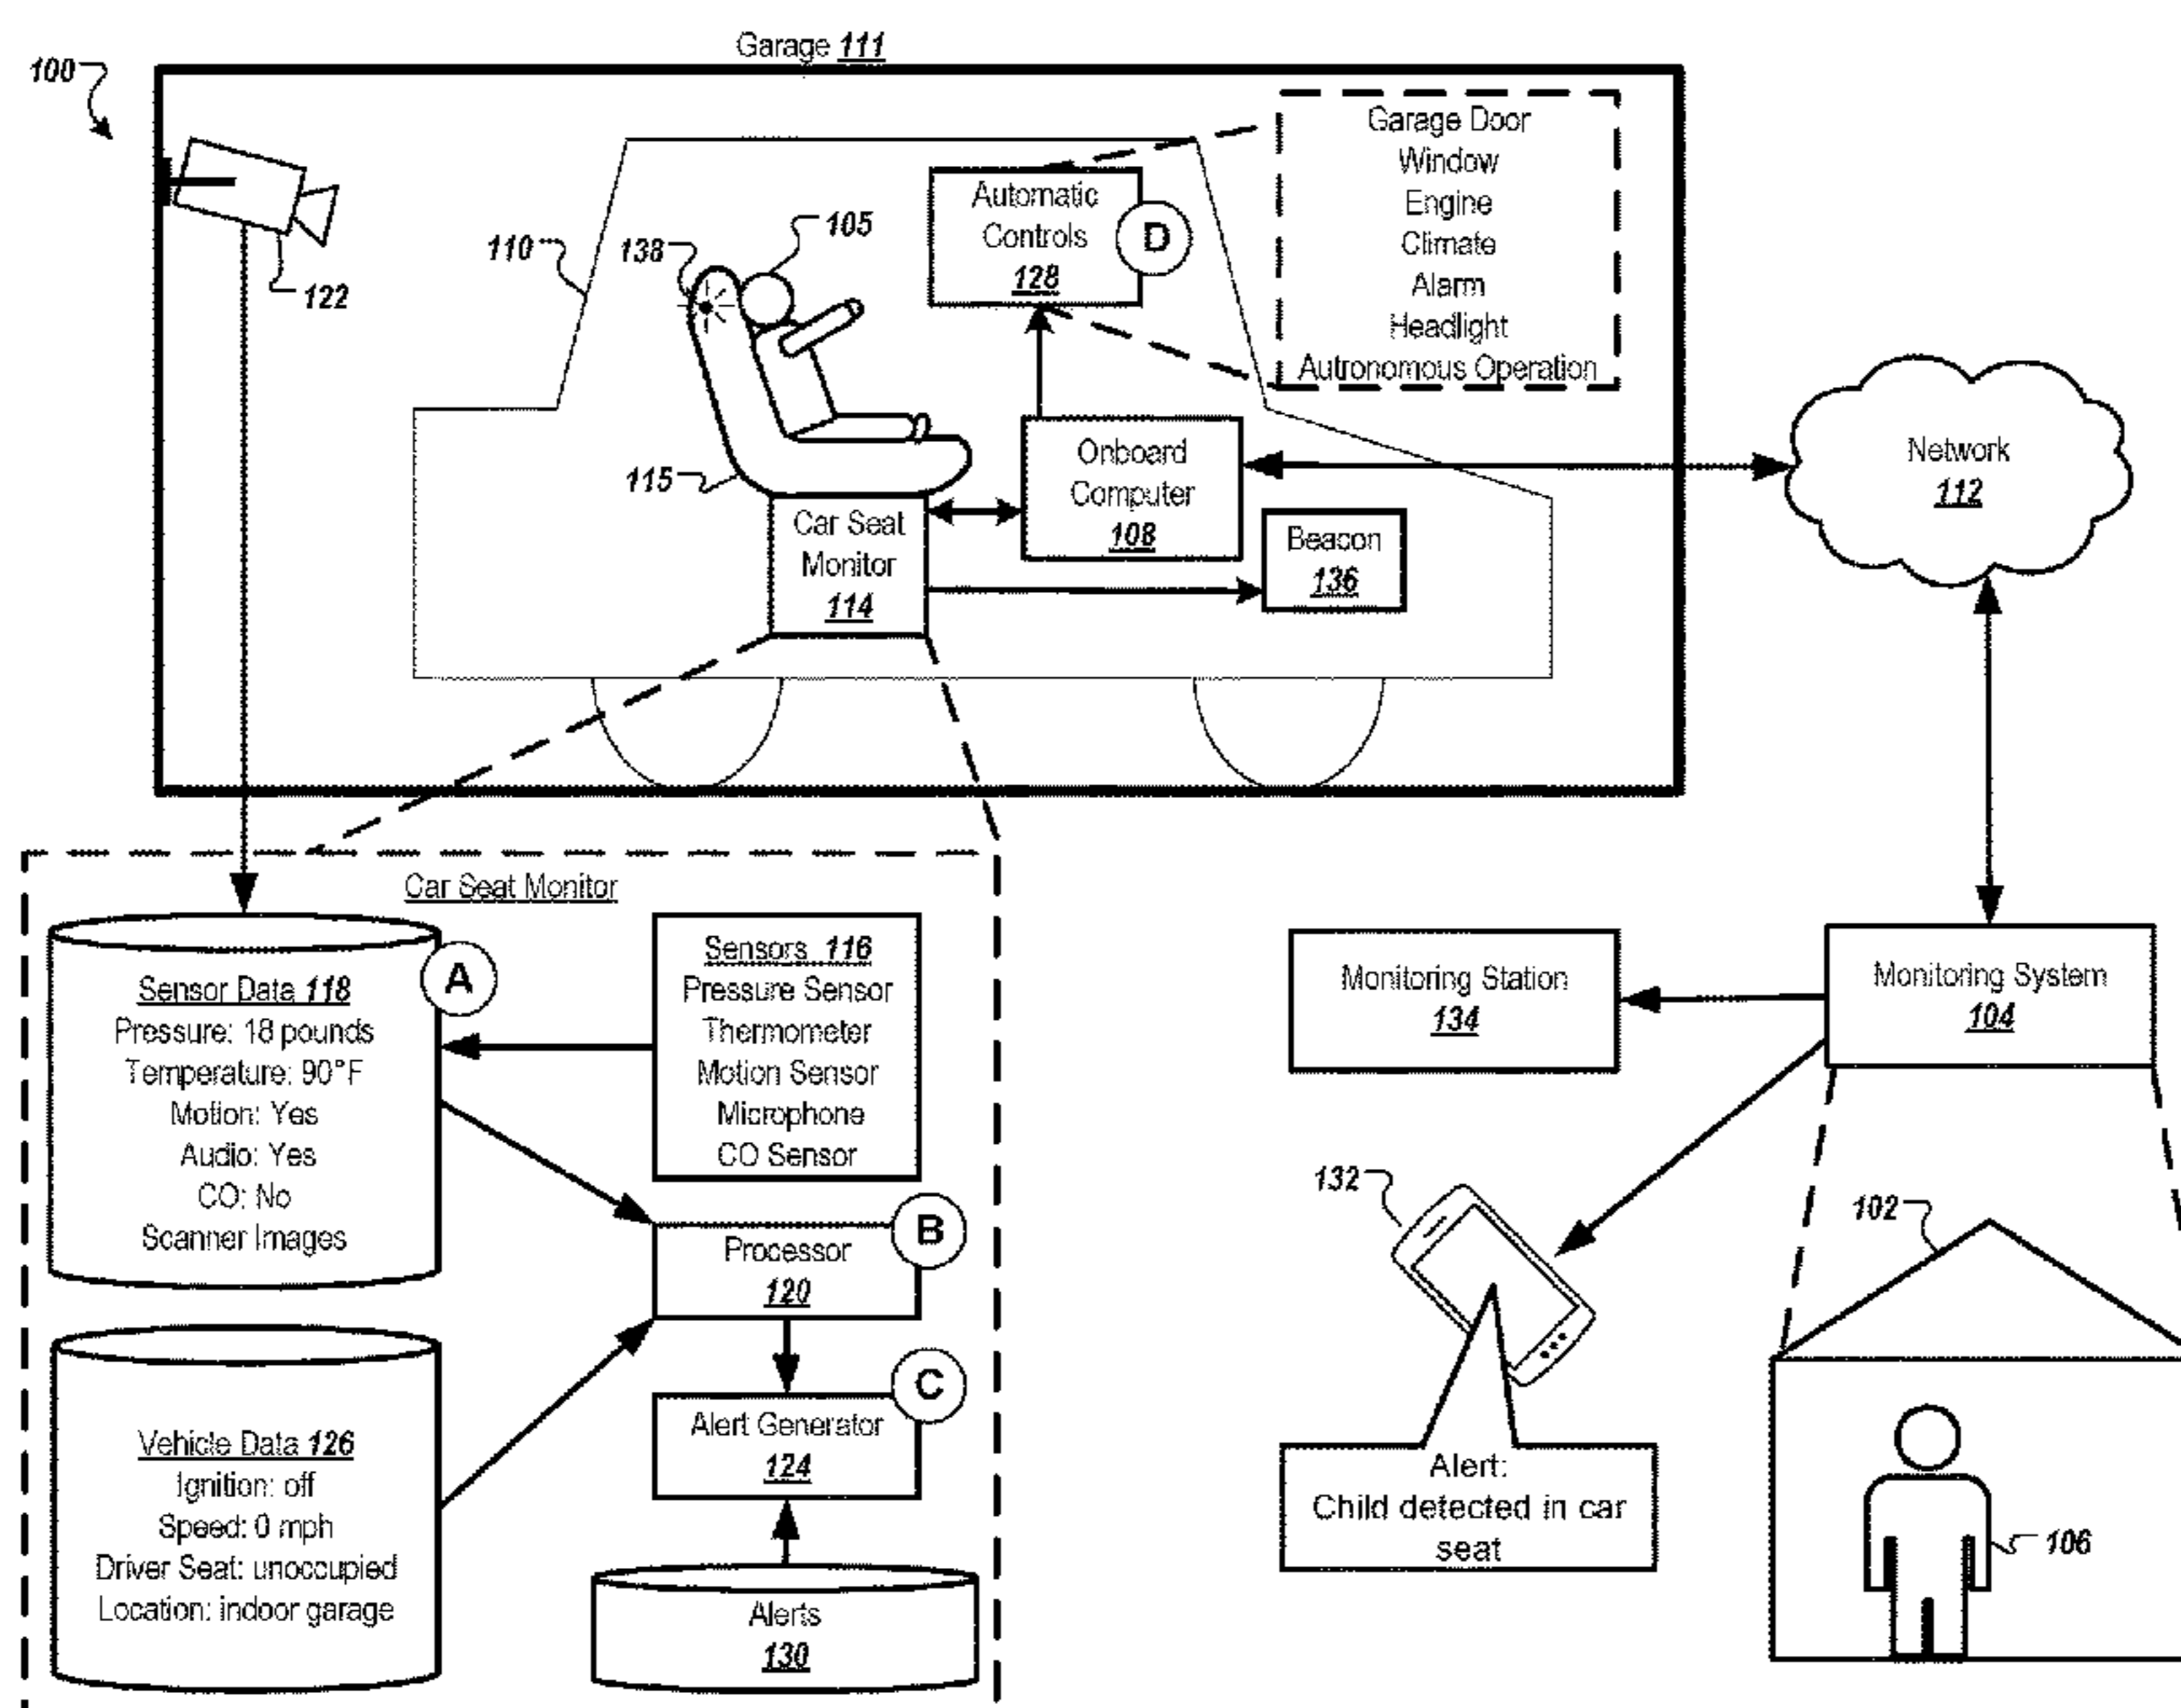 Garage 111
100
122
110
138
105
115
Automatic
Controls
128
D
Garage Door
Window
Engine
Climate
Alarm
Headlight
Autronomous Operation
Onboard
Computer
108
Car Seat
Monitor
114
Beacon
136
Network
112
Car Seat Monitor
Sensor Data 118
Pressure: 18 pounds
Temperature: 90°F
Motion: Yes
Audio: Yes
CO: No
Scanner Images
A
Sensors 116
Pressure Sensor
Thermometer
Motion Sensor
Microphone
CO Sensor
Processor
120
B
Alert Generator
124
C
Vehicle Data 126
Ignition: off
Speed: 0 mph
Driver Seat: unoccupied
Location: indoor garage
Alerts
130
Monitoring Station
134
Monitoring System
104
132
Alert:
Child detected in car
seat
102
106